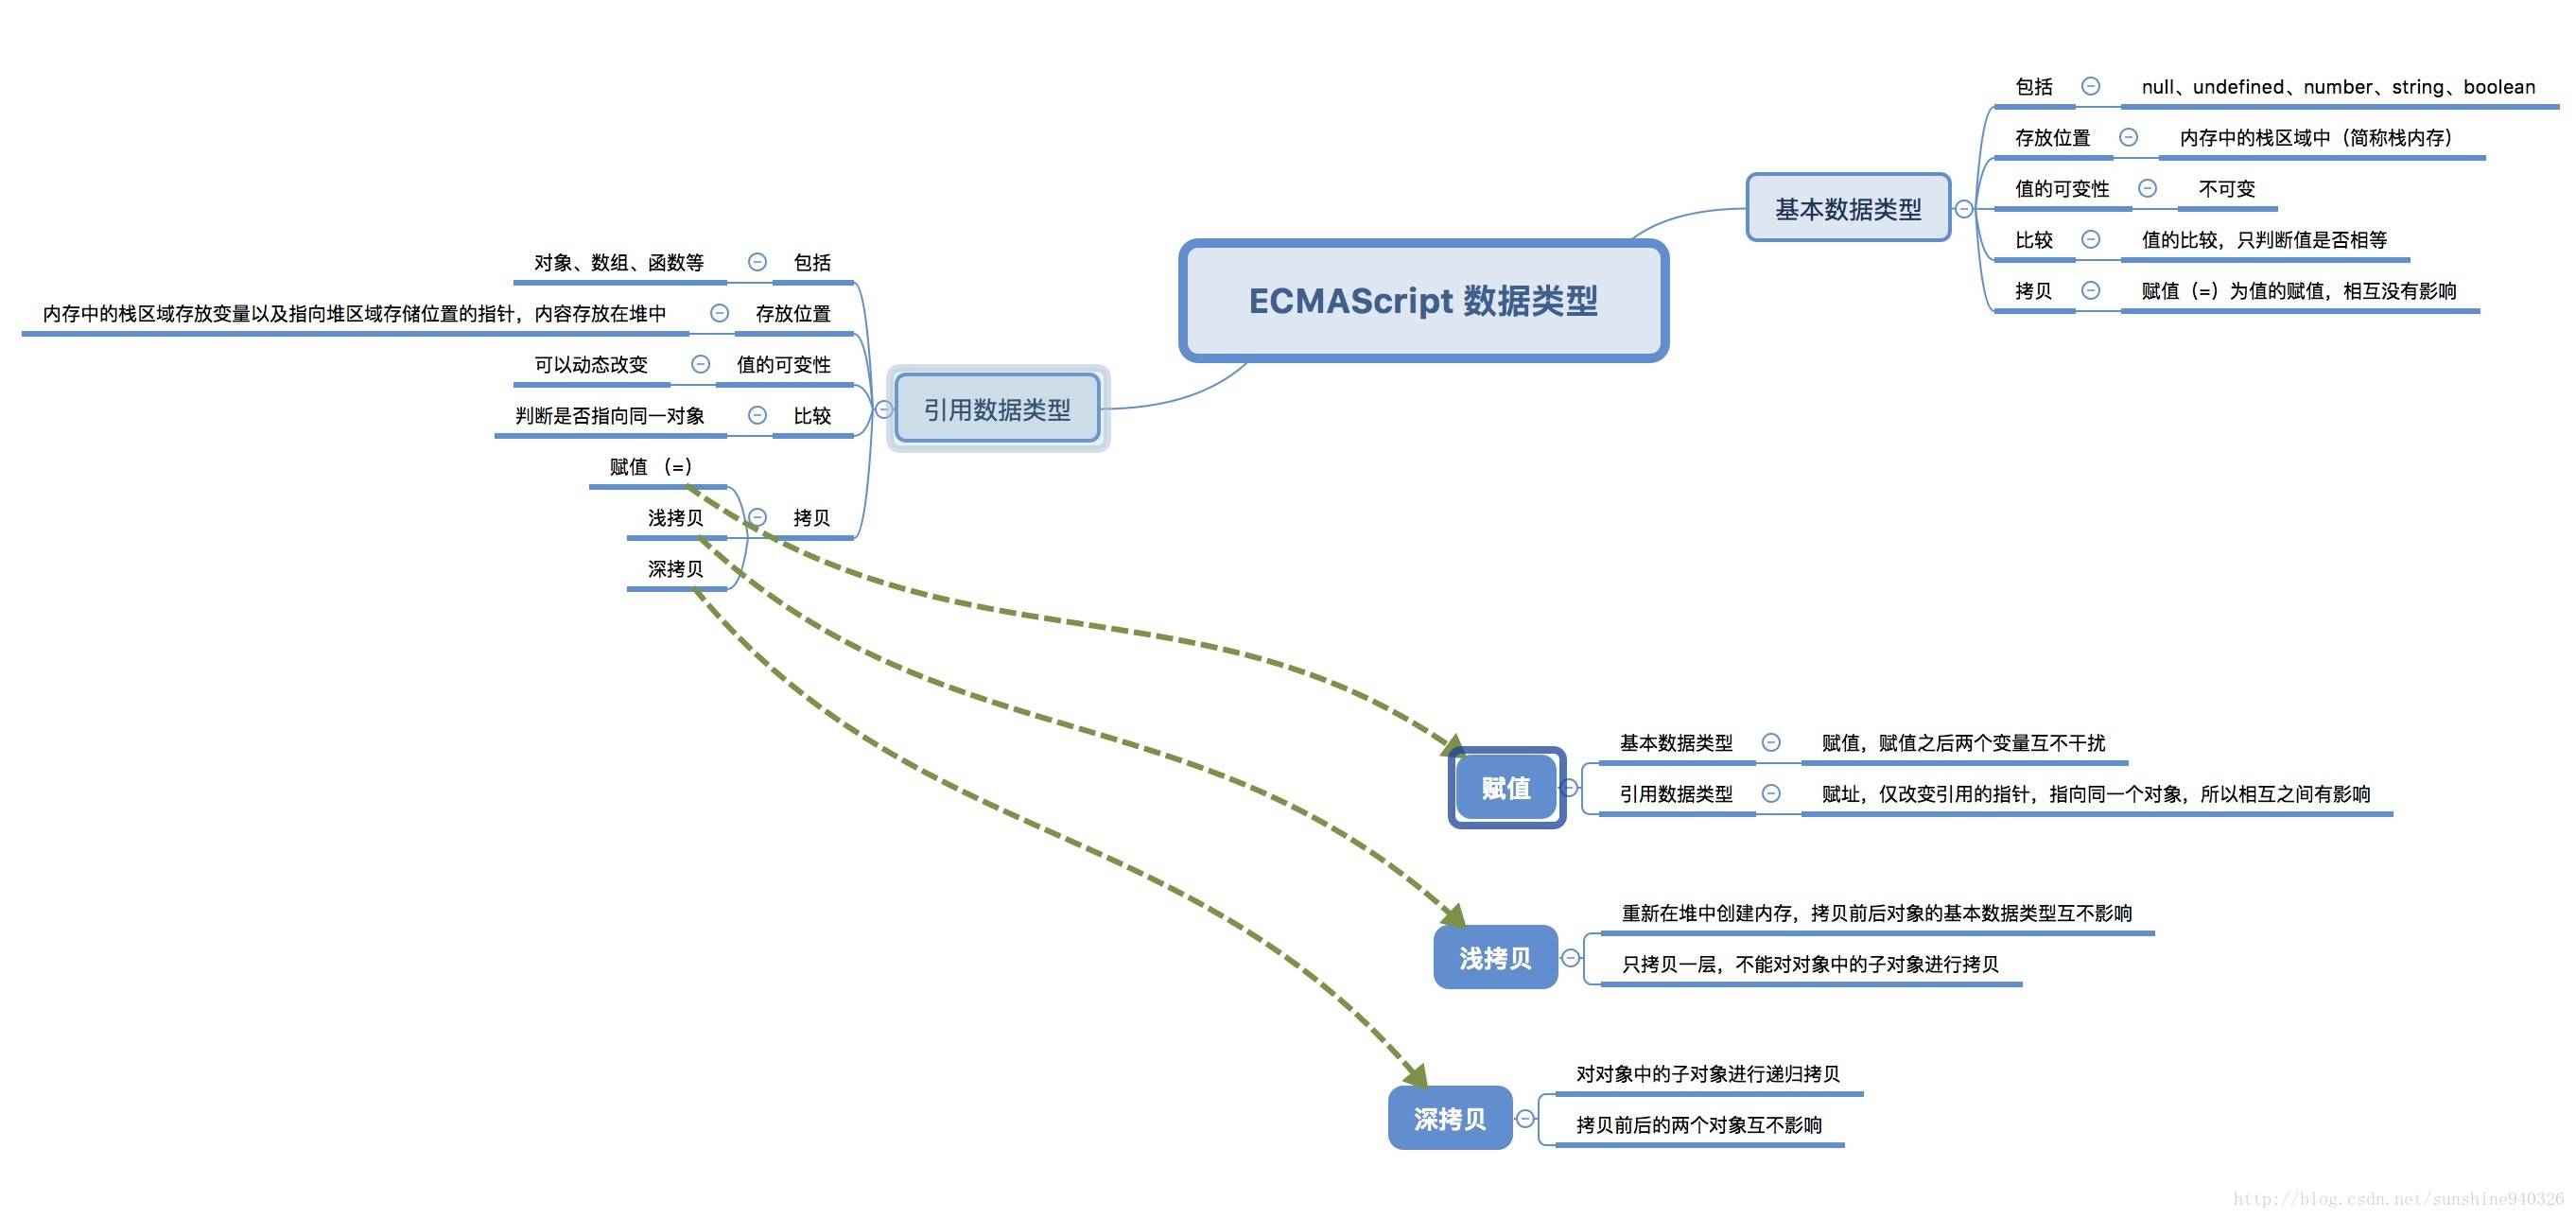 ECMAScript 数据类型
基本数据类型
包括
null、undefined、number、string、boolean
存放位置
内存中的栈区域中（简称栈内存）
值的可变性
不可变
比较
值的比较，只判断值是否相等
拷贝
赋值（=）为值的赋值，相互没有影响
引用数据类型
包括
对象、数组、函数等
存放位置
内存中的栈区域存放变量以及指向堆区域存储位置的指针，内容存放在堆中
值的可变性
可以动态改变
比较
判断是否指向同一对象
拷贝
赋值 （=）
浅拷贝
深拷贝
赋值
基本数据类型
赋值，赋值之后两个变量互不干扰
引用数据类型
赋址，仅改变引用的指针，指向同一个对象，所以相互之间有影响
浅拷贝
重新在堆中创建内存，拷贝前后对象的基本数据类型互不影响
只拷贝一层，不能对对象中的子对象进行拷贝
深拷贝
对对象中的子对象进行递归拷贝
拷贝前后的两个对象互不影响
http://blog.csdn.net/sunshine940326